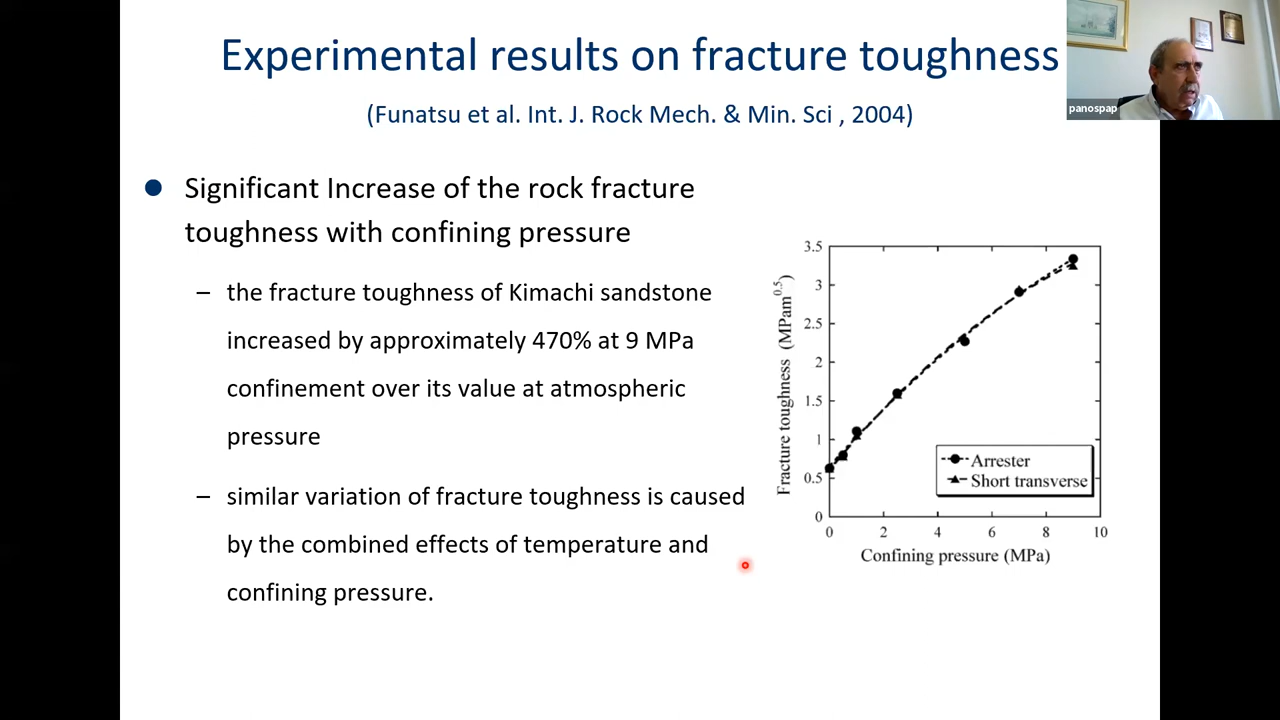 Experimental results on fracture toughness
(Funatsu et al. Int. J. Rock Mech. & Min. Sci , 2004)
panospap
Significant Increase of the rock fracture
toughness with confining pressure
– the fracture toughness of Kimachi sandstone
increased by approximately 470% at 9 MPa
confinement over its value at atmospheric
pressure
– similar variation of fracture toughness is caused
by the combined effects of temperature and
confining pressure.
Fracture toughness (MPam^0.5)
3.5
3
2.5
2
1.5
1
0.5
0
Arrester
Short transverse
0 2 4 6 8 10
Confining pressure (MPa)